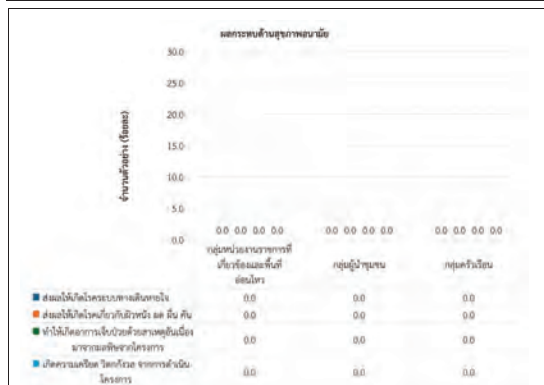 ผลกระทบด้านสุขภาพอนามัย
30.0
25.0
20.0
15.0
10.0
5.0
0.0
จำนวนตัวอย่าง (ร้อยละ)
0.0 0.0 0.0 0.0
0.0 0.0 0.0 0.0
0.0 0.0 0.0 0.0
กลุ่มหน่วยงานราชการที่
เกี่ยวข้องและพื้นที่
อ่อนไหว
กลุ่มผู้นำชุมชน
กลุ่มครัวเรือน
ส่งผลให้เกิดโรคระบบทางเดินหายใจ 0.0 0.0 0.0
ส่งผลให้เกิดโรคเกี่ยวกับผิวหนัง ผด ผื่น คัน 0.0 0.0 0.0
ทำให้เกิดอาการเจ็บป่วยด้วยสาเหตุอันเนื่อง
มาจากมลพิษจากโครงการ 0.0 0.0 0.0
เกิดความเครียด วิตกกังวล จากการดำเนิน
โครงการ 0.0 0.0 0.0